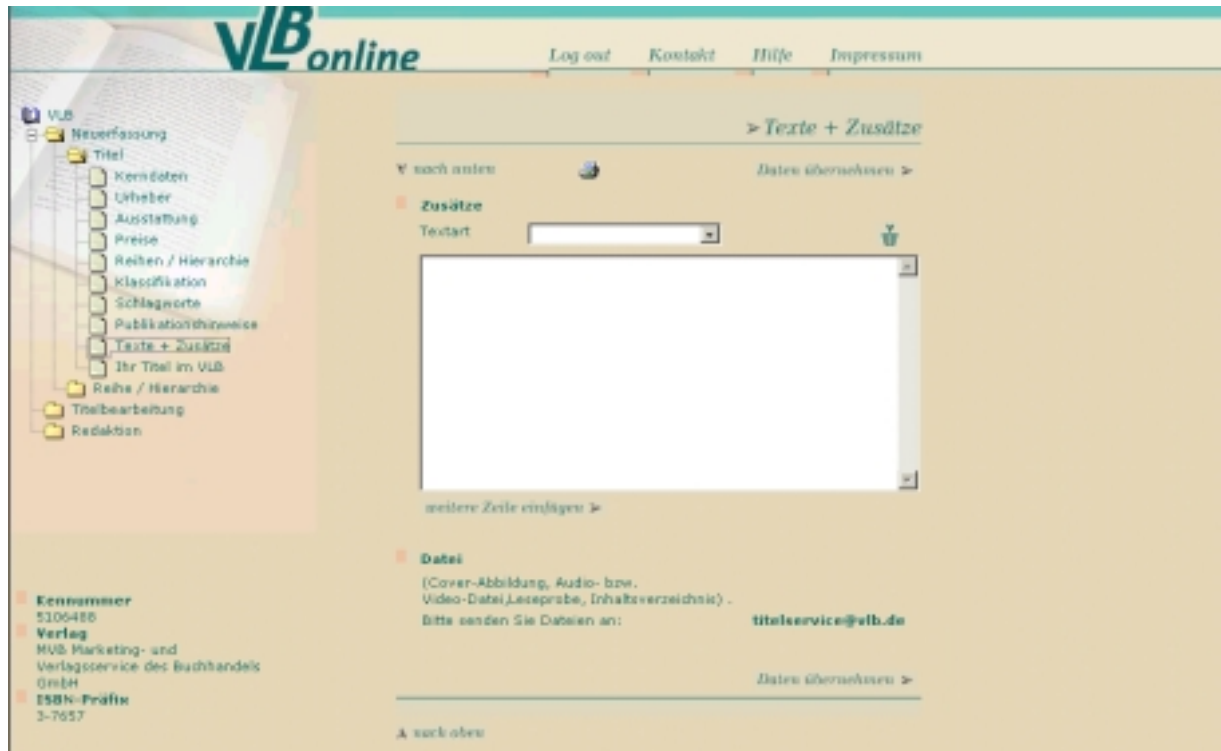 VLB online
Log out Kontakt Hilfe Impressum
VLB
Neuerfassung
Titel
Kerndaten
Urheber
Ausstattung
Preise
Reihen / Hierarchie
Klassifikation
Schlagworte
Publikationshinweise
Texte + Zusätze
Ihr Titel im VLB
Reihe / Hierarchie
Titelbearbeitung
Redaktion
Kennummer
5106488
Verlag
MVB Marketing- und
Verlagsservice des Buchhandels
GmbH
ISBN-Präfix
3-7657
Texte + Zusätze
nach unten Daten übernehmen
Zusätze
Textart
weitere Zeile einfügen
Datei
(Cover-Abbildung, Audio- bzw.
Video-Datei,Leseprobe, Inhaltsverzeichnis) .
Bitte senden Sie Dateien an: titelservice@vlb.de
Daten übernehmen
nach oben